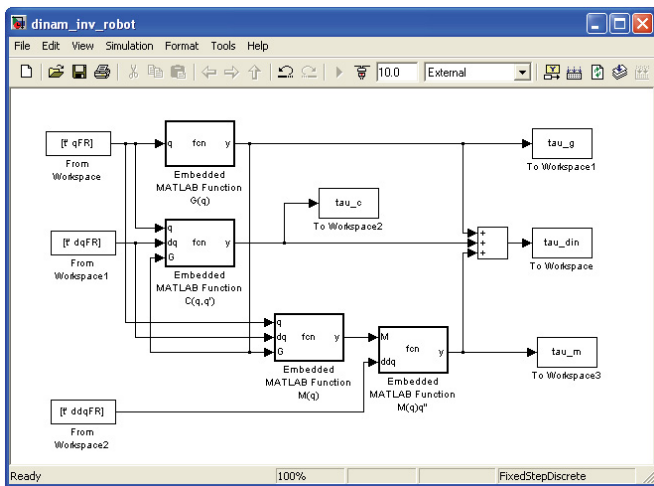 dinam_inv_robot
File Edit View Simulation Format Tools Help
10.0 External
[t' qFR]
From
Workspace
q fcn y
Embedded
MATLAB Function
G(q)
tau_g
To Workspace1
tau_c
To Workspace2
[t' dqFR]
From
Workspace1
q
dq fcn y
G
Embedded
MATLAB Function
C(q,q')
+
+
+
tau_din
To Workspace
q
dq fcn y
G
Embedded
MATLAB Function
M(q)
M
fcn
y
ddq
Embedded
MATLAB Function
M(q)q"
tau_m
To Workspace3
[t' ddqFR]
From
Workspace2
Ready 100% FixedStepDiscrete